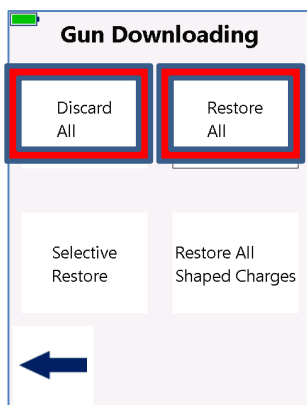 Gun Downloading
Discard
All
Restore
All
Selective
Restore
Restore All
Shaped Charges